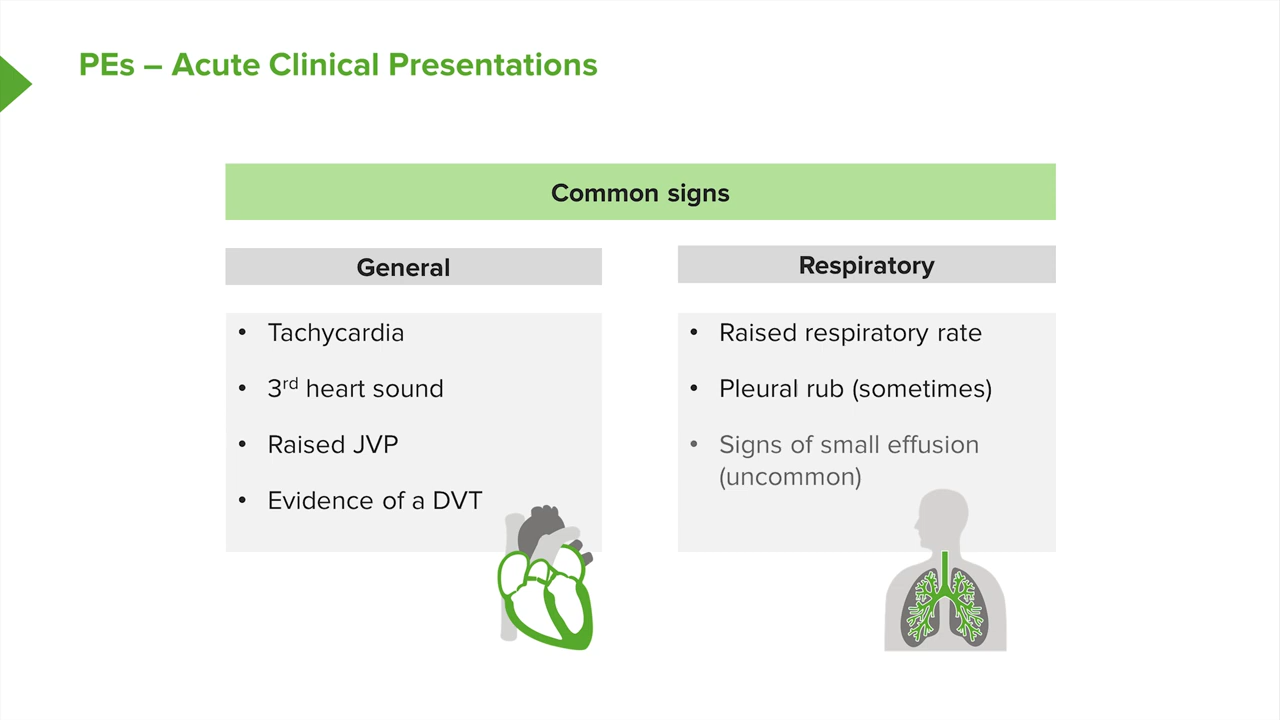 PEs – Acute Clinical Presentations
Common signs
General
• Tachycardia
• 3rd heart sound
• Raised JVP
• Evidence of a DVT
Respiratory
• Raised respiratory rate
• Pleural rub (sometimes)
• Signs of small effusion
(uncommon)